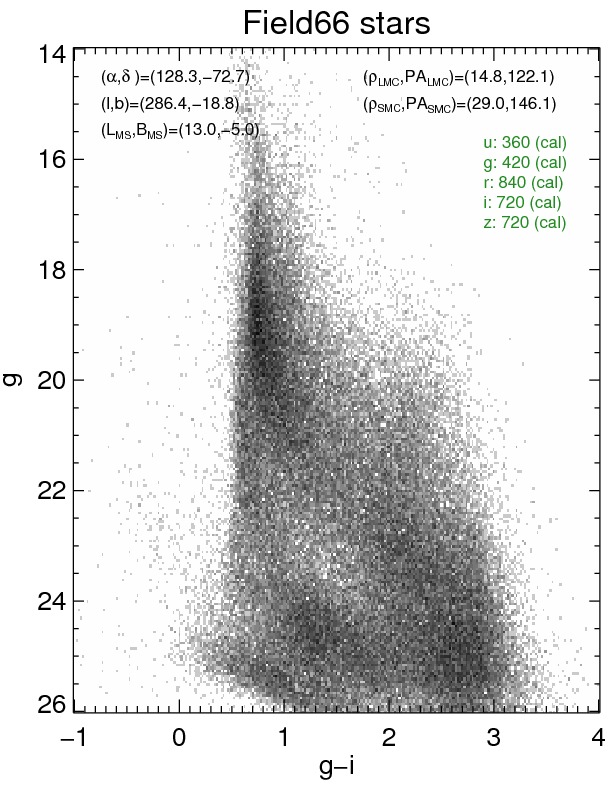 Field66 stars
(α,δ )=(128.3,−72.7)
(ρLMC,PALMC)=(14.8,122.1)
(l,b)=(286.4,−18.8)
(ρSMC,PASMC)=(29.0,146.1)
(LMS,BMS)=(13.0,−5.0)
u: 360 (cal)
g: 420 (cal)
r: 840 (cal)
i: 720 (cal)
z: 720 (cal)
14
16
18
20
22
24
26
g
−1 0 1 2 3 4
g−i